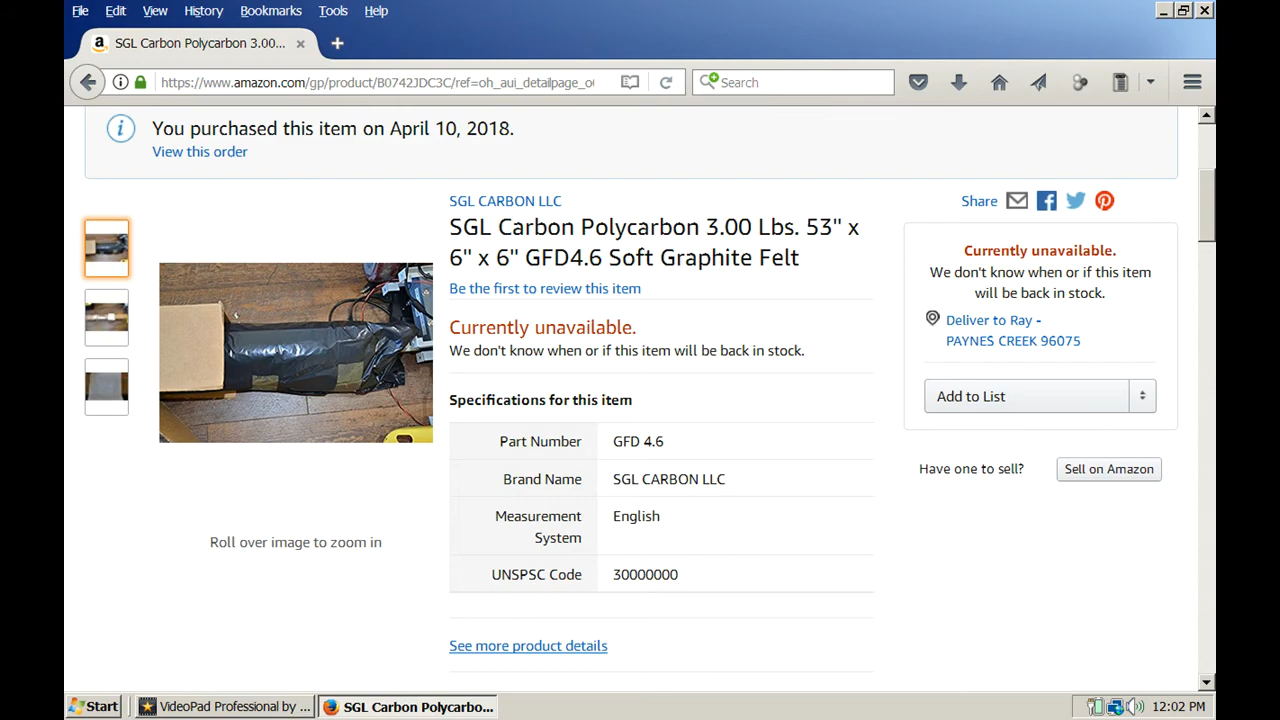 File Edit View History Bookmarks Tools Help
SGL Carbon Polycarbon 3.00...
https://www.amazon.com/gp/product/B0742JDC3C/ref=oh_aui_detailpage_o0
Search
You purchased this item on April 10, 2018.
View this order
SGL CARBON LLC
SGL Carbon Polycarbon 3.00 Lbs. 53" x
6" x 6" GFD4.6 Soft Graphite Felt
Be the first to review this item
Currently unavailable.
We don't know when or if this item will be back in stock.
Specifications for this item
Part Number GFD 4.6
Brand Name SGL CARBON LLC
Measurement English
System
UNSPSC Code 30000000
See more product details
Roll over image to zoom in
Share
Currently unavailable.
We don't know when or if this item
will be back in stock.
Deliver to Ray -
PAYNES CREEK 96075
Add to List
Have one to sell? Sell on Amazon
Start VideoPad Professional by ... SGL Carbon Polycarbo... 12:02 PM